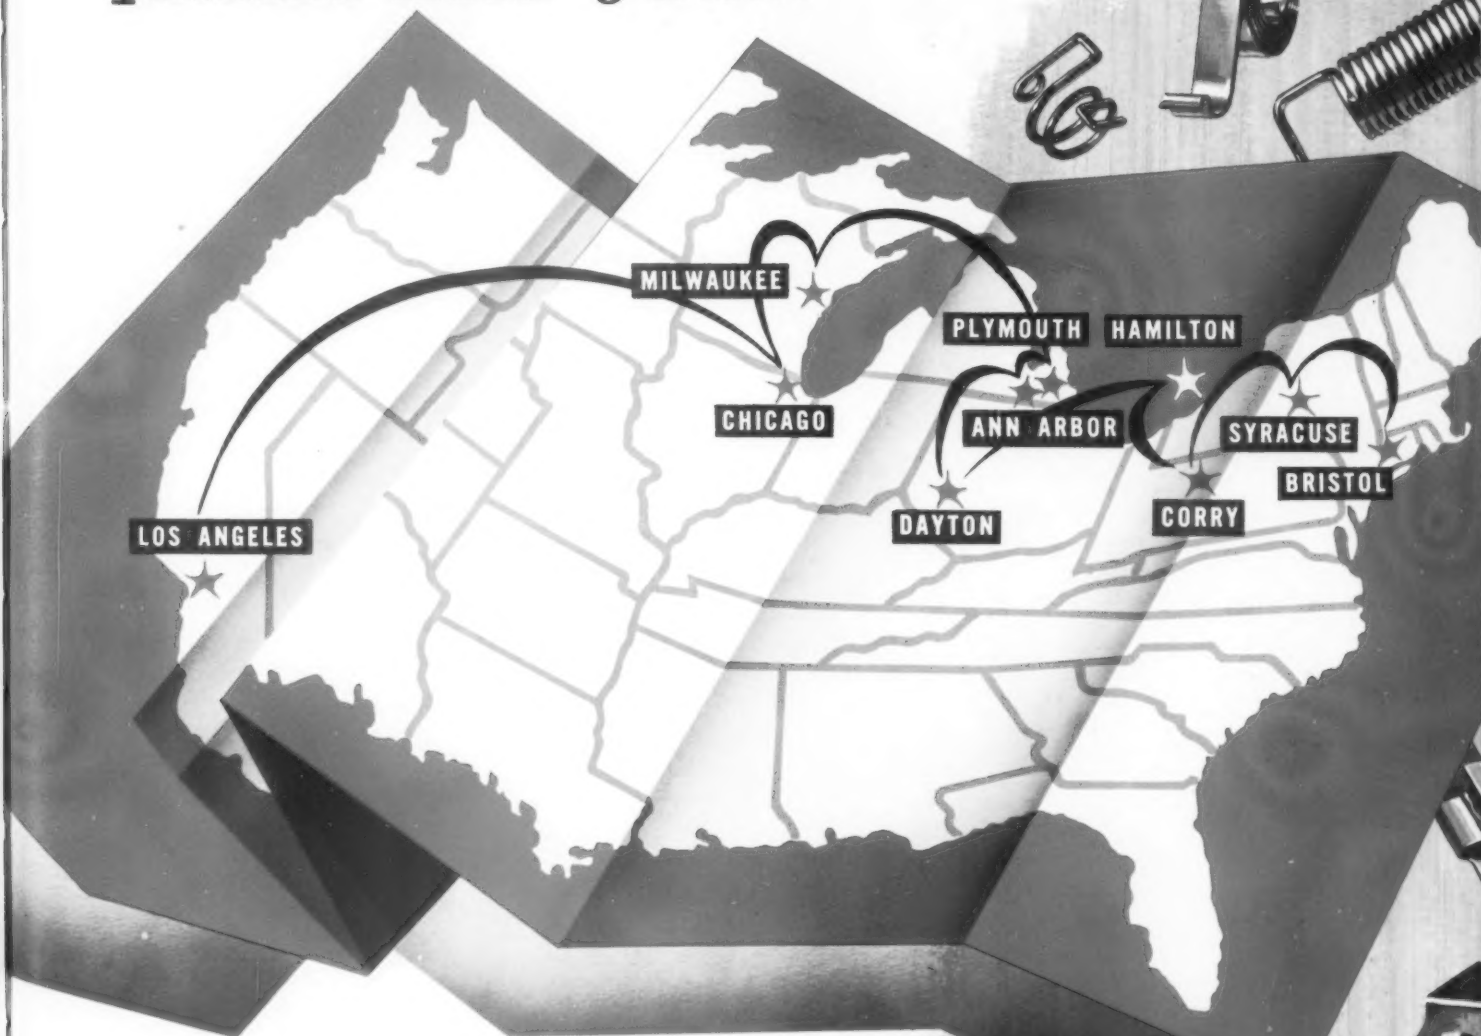 MILWAUKEE
PLYMOUTH HAMILTON
CHICAGO
ANN ARBOR
SYRACUSE
BRISTOL
DAYTON
CORRY
LOS ANGELES